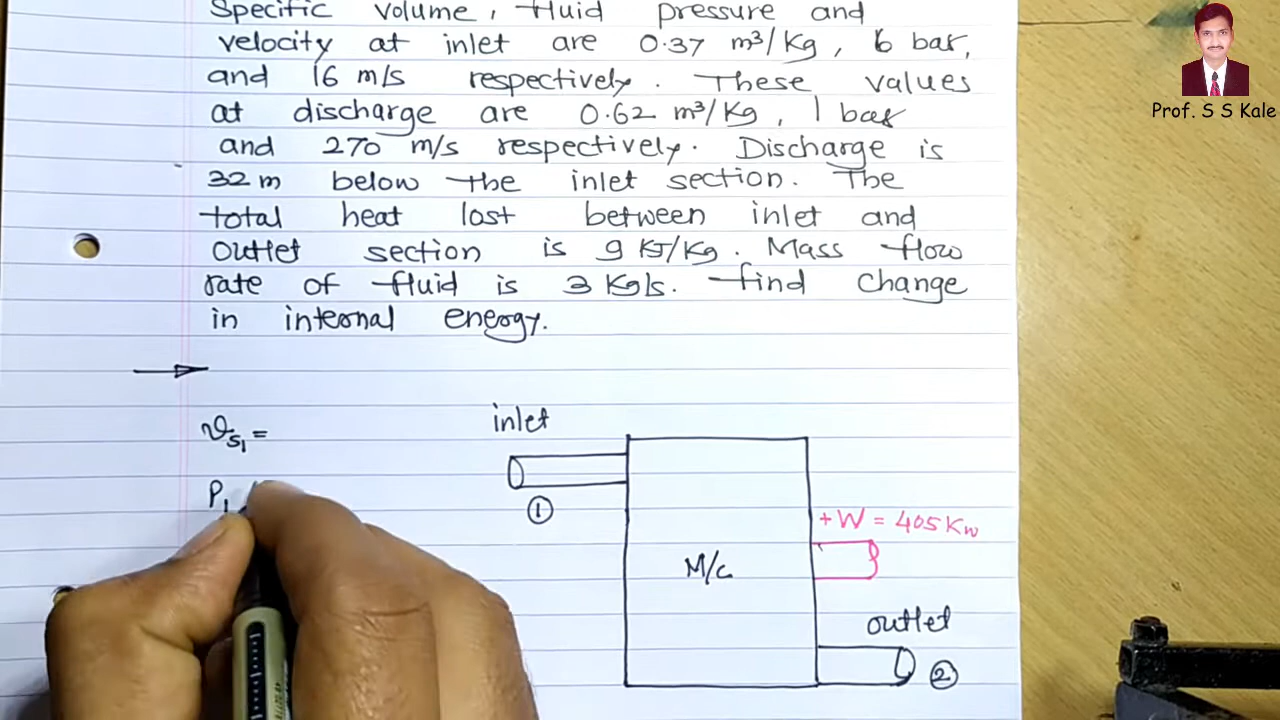 Specific volume, fluid pressure and
velocity at inlet are 0.37 m³/kg, 6 bar,
and 16 m/s respectively. These values
at discharge are 0.62 m³/kg, 1 bar
and 270 m/s respectively. Discharge is
32m below the inlet section. The
total heat lost between inlet and
outlet section is 9 KJ/kg. Mass flow
rate of fluid is 3 Kg/s. find change
in internal energy.
Prof. S S Kale
vs₁ =
P₁
inlet
①
M/c
+W = 405 Kw
outlet
②